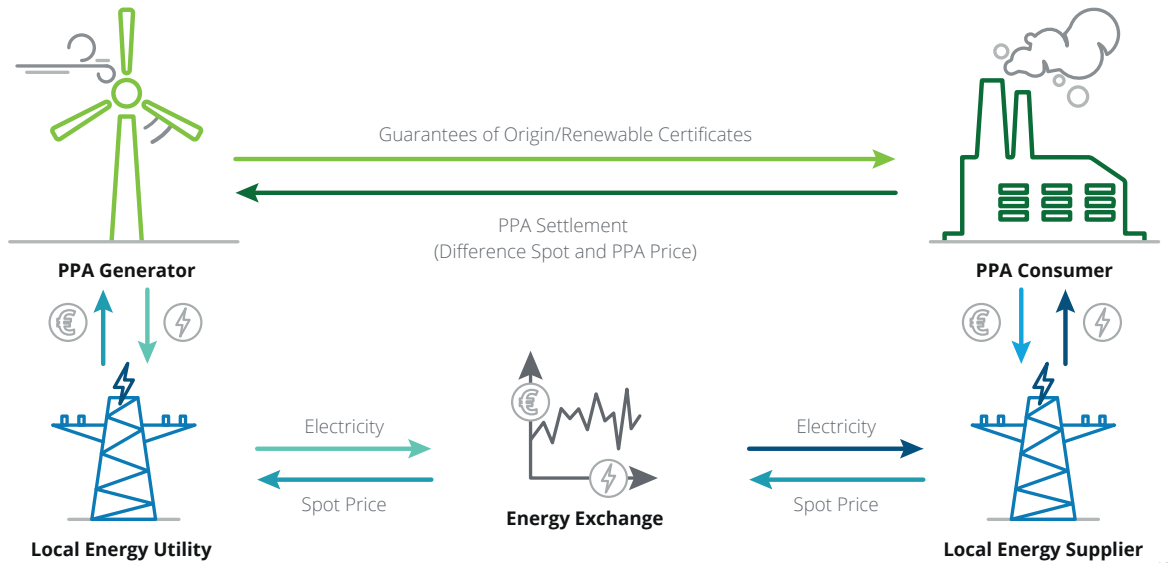 Guarantees of Origin/Renewable Certificates
PPA Settlement
(Difference Spot and PPA Price)
PPA Generator
PPA Consumer
€
€
€
Electricity
Electricity
Spot Price
Spot Price
Energy Exchange
Local Energy Utility
Local Energy Supplier